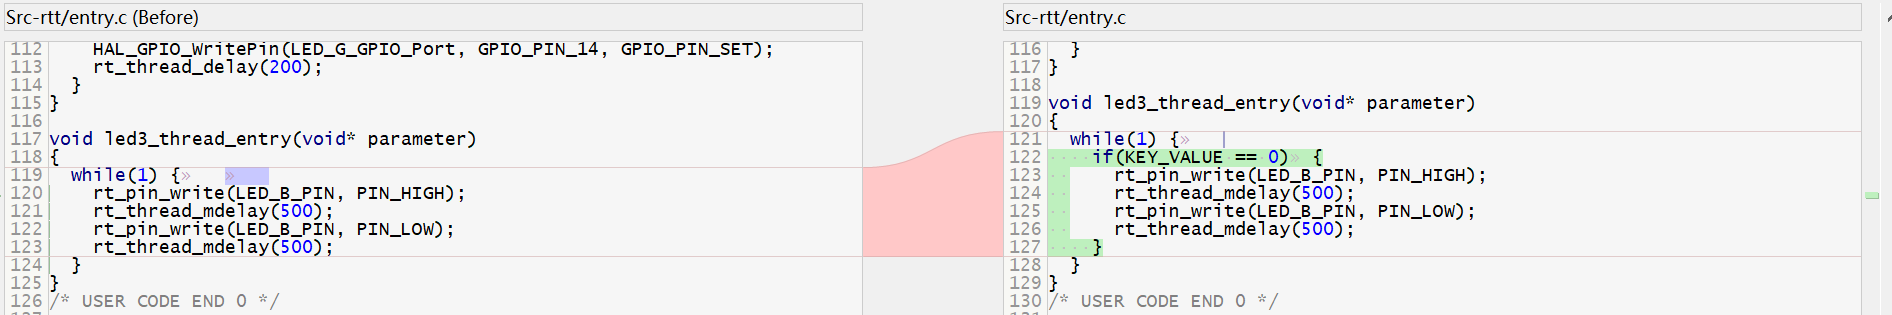 Src-rtt/entry.c (Before)
112 HAL_GPIO_WritePin(LED_G_GPIO_Port, GPIO_PIN_14, GPIO_PIN_SET);
113 rt_thread_delay(200);
114 }
115 }
116
117 void led3_thread_entry(void* parameter)
118 {
119 while(1) {» »
120 rt_pin_write(LED_B_PIN, PIN_HIGH);
121 rt_thread_mdelay(500);
122 rt_pin_write(LED_B_PIN, PIN_LOW);
123 rt_thread_mdelay(500);
124 }
125 }
126 /* USER CODE END 0 */
Src-rtt/entry.c
116 }
117 }
118
119 void led3_thread_entry(void* parameter)
120 {
121 while(1) {»
122 ····if(KEY_VALUE·==·0)» {
123 ·· rt_pin_write(LED_B_PIN, PIN_HIGH);
124 ·· rt_thread_mdelay(500);
125 ·· rt_pin_write(LED_B_PIN, PIN_LOW);
126 ·· rt_thread_mdelay(500);
127 ····}
128 }
129 }
130 /* USER CODE END 0 */